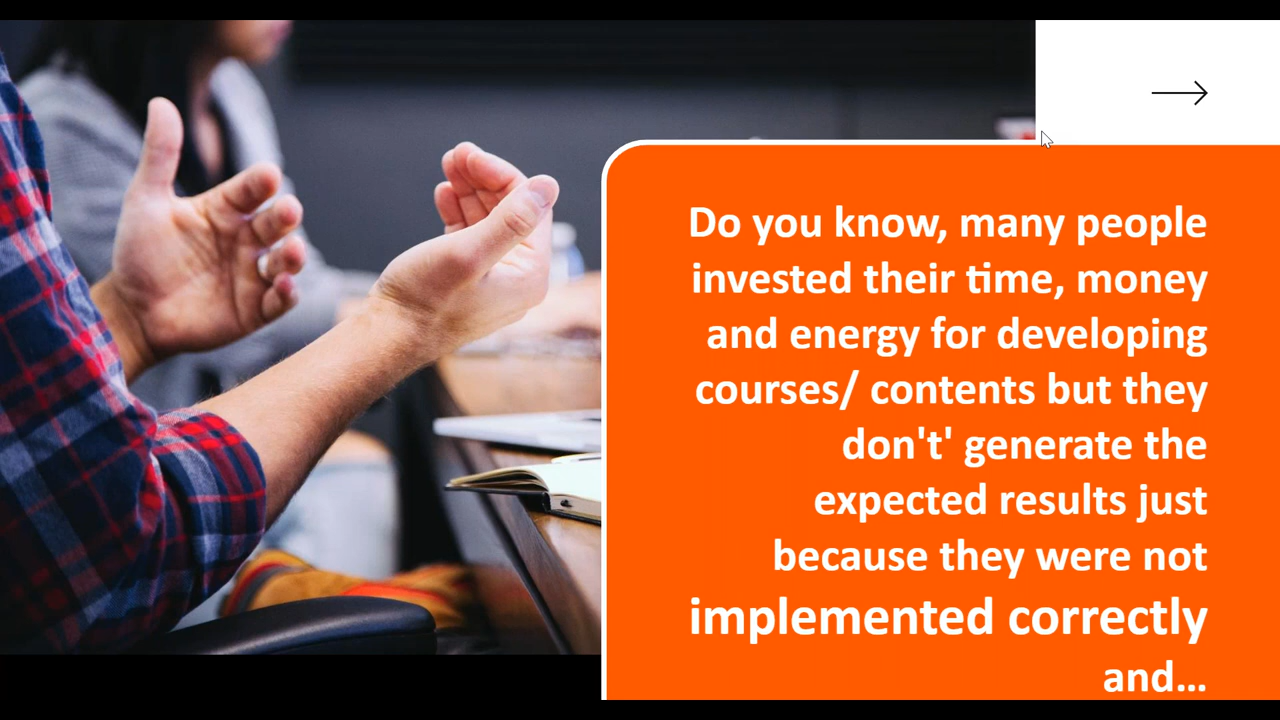 Do you know, many people
invested their time, money
and energy for developing
courses/ contents but they
don't' generate the
expected results just
because they were not
implemented correctly
and...